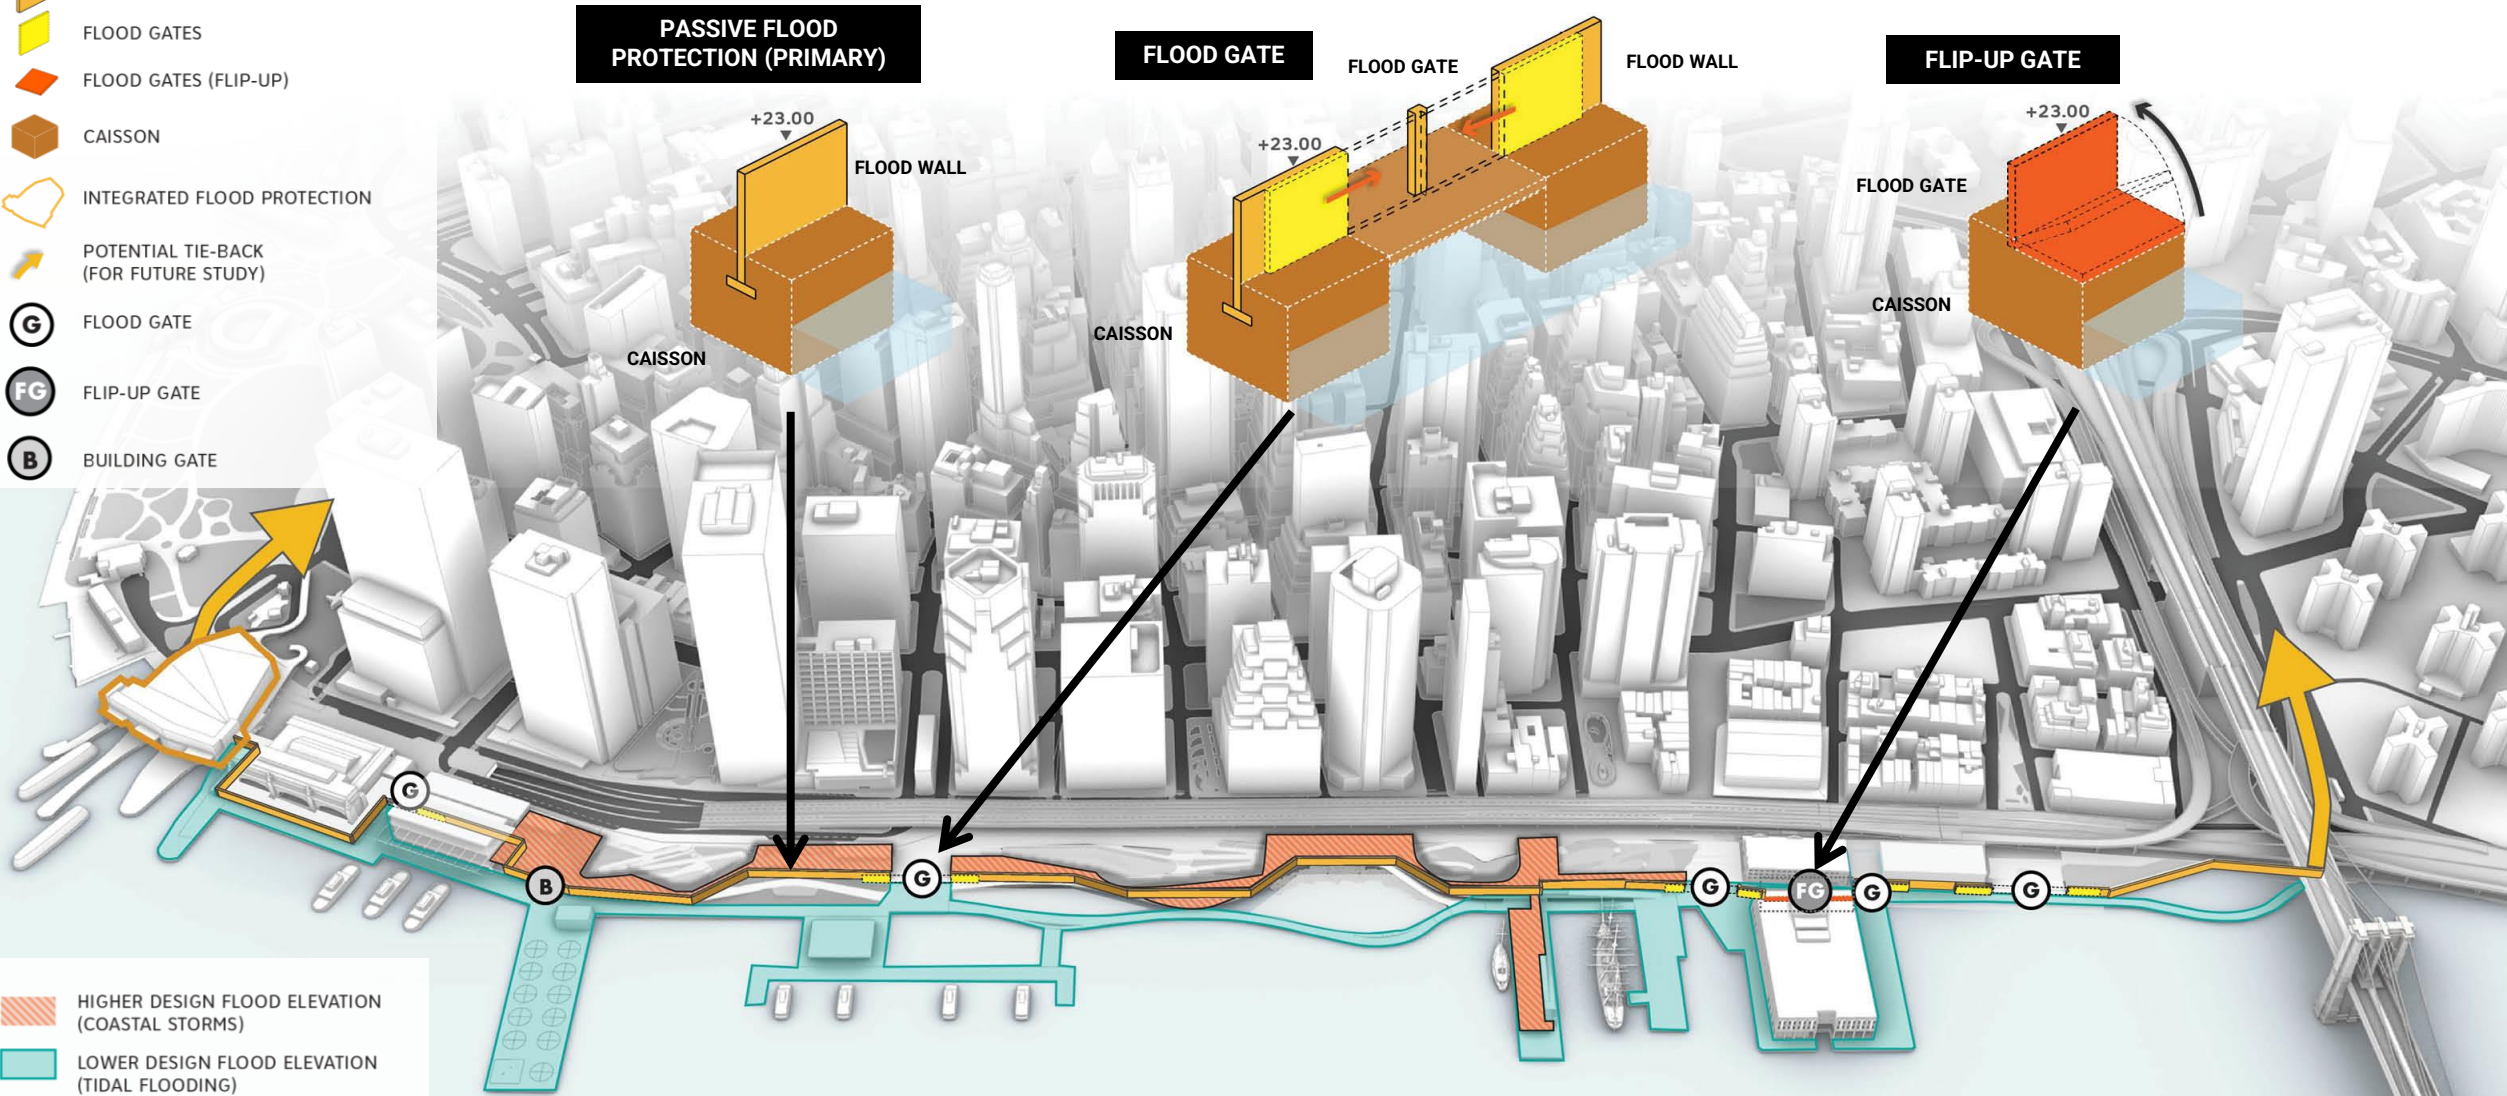 FLOOD GATES
FLOOD GATES (FLIP-UP)
CAISSON
INTEGRATED FLOOD PROTECTION
POTENTIAL TIE-BACK
(FOR FUTURE STUDY)
G
FLOOD GATE
FG
FLIP-UP GATE
B
BUILDING GATE
PASSIVE FLOOD
PROTECTION (PRIMARY)
+23.00
FLOOD WALL
CAISSON
FLOOD GATE
FLOOD GATE
FLOOD WALL
+23.00
CAISSON
FLIP-UP GATE
+23.00
FLOOD GATE
CAISSON
G
B
G
G
FG
G
G
HIGHER DESIGN FLOOD ELEVATION
(COASTAL STORMS)
LOWER DESIGN FLOOD ELEVATION
(TIDAL FLOODING)